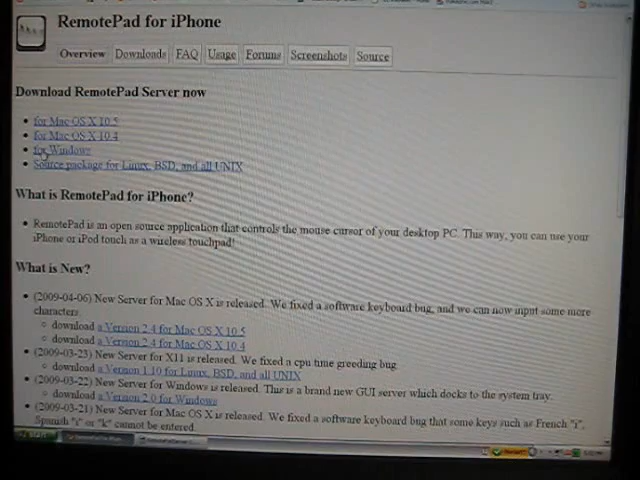 RemotePad for iPhone
Overview Downloads FAQ Usage Forums Screenshots Source
Download RemotePad Server now
for Mac OS X 10.5
for Mac OS X 10.4
for Windows
Source package for Linux, BSD, and all UNIX
What is RemotePad for iPhone?
RemotePad is an open source application that controls the mouse cursor of your desktop PC. This way, you can use your
iPhone or iPod touch as a wireless touchpad!
What is New?
(2009-04-06) New Server for Mac OS X is released. We fixed a software keyboard bug, and we can now input some more
characters.
download a Version 2.4 for Mac OS X 10.5
download a Version 2.4 for Mac OS X 10.4
(2009-03-23) New Server for X11 is released. We fixed a cpu time greeding bug.
download a Version 1.10 for Linux, BSD, and all UNIX
(2009-03-22) New Server for Windows is released. This is a brand new GUI server which docks to the system tray.
download a Version 2.0 for Windows
(2009-03-21) New Server for Mac OS X is released. We fixed a software keyboard bug that some keys such as French "i",
Spanish "i" or "k" cannot be entered.
start